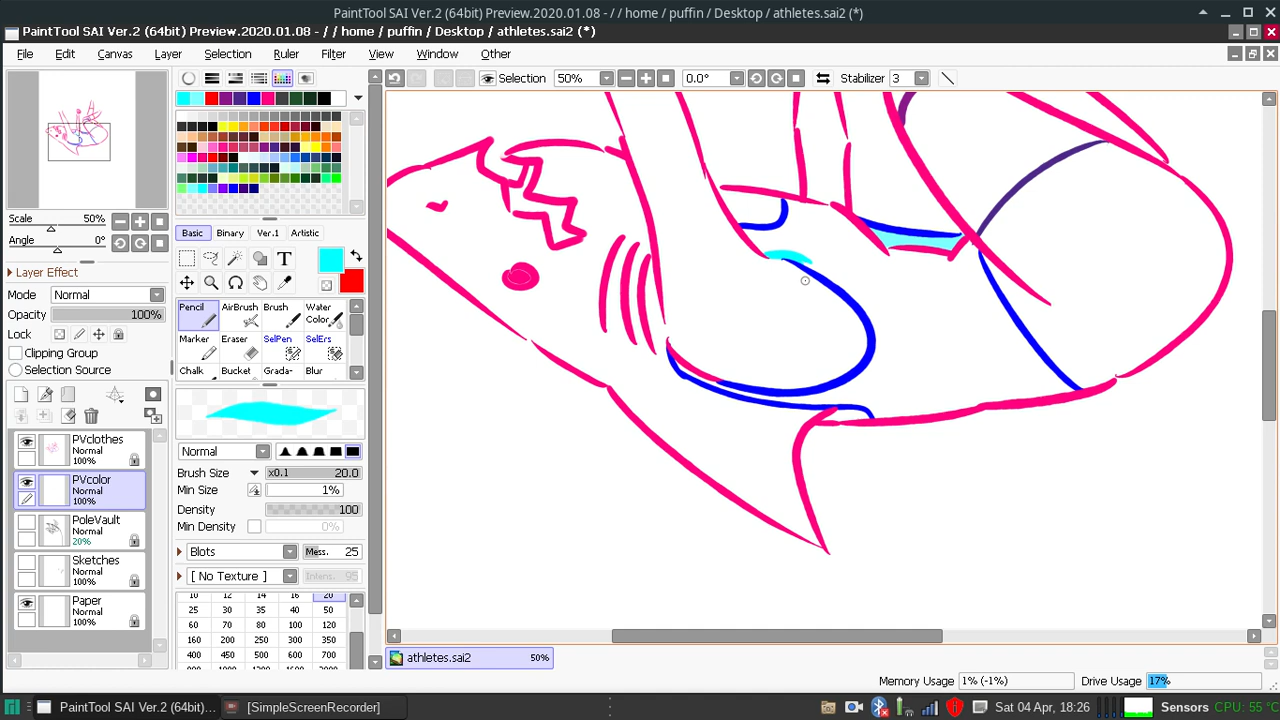 PaintTool SAI Ver.2 (64bit) Preview.2020.01.08 - / / home / puffin / Desktop / athletes.sai2 (*)
PaintTool SAI Ver.2 (64bit) Preview.2020.01.08 - / / home / puffin / Desktop / athletes.sai2 (*)
File Edit Canvas Layer Selection Ruler Filter View Window Other
Selection 50% 0.0° Stabilizer 3
Scale 50%
Angle 0°
Layer Effect
Mode Normal
Opacity 100%
Lock
Clipping Group
Selection Source
PVclothes
Normal
100%
PVcolor
Normal
100%
PoleVault
Normal
20%
Sketches
Normal
100%
Paper
Normal
100%
Basic Binary Ver.1 Artistic
T
Pencil AirBrush Brush Water Color
Marker Eraser SelPen SelErs
Chalk Bucket Grada- Blur
Normal
Brush Size x0.1 20.0
Min Size 1%
Density 100
Min Density 0%
Blots Mess. 25
[ No Texture ] Intens. 95
10 12 14 16 20
25 30 35 40 50
60 70 80 100 120
160 200 250 300 350
400 450 500 600 700
athletes.sai2 50%
Memory Usage 1% (-1%) Drive Usage 17%
PaintTool SAI Ver.2 (64bit)... [SimpleScreenRecorder] Sat 04 Apr, 18:26 Sensors CPU: 55 °C